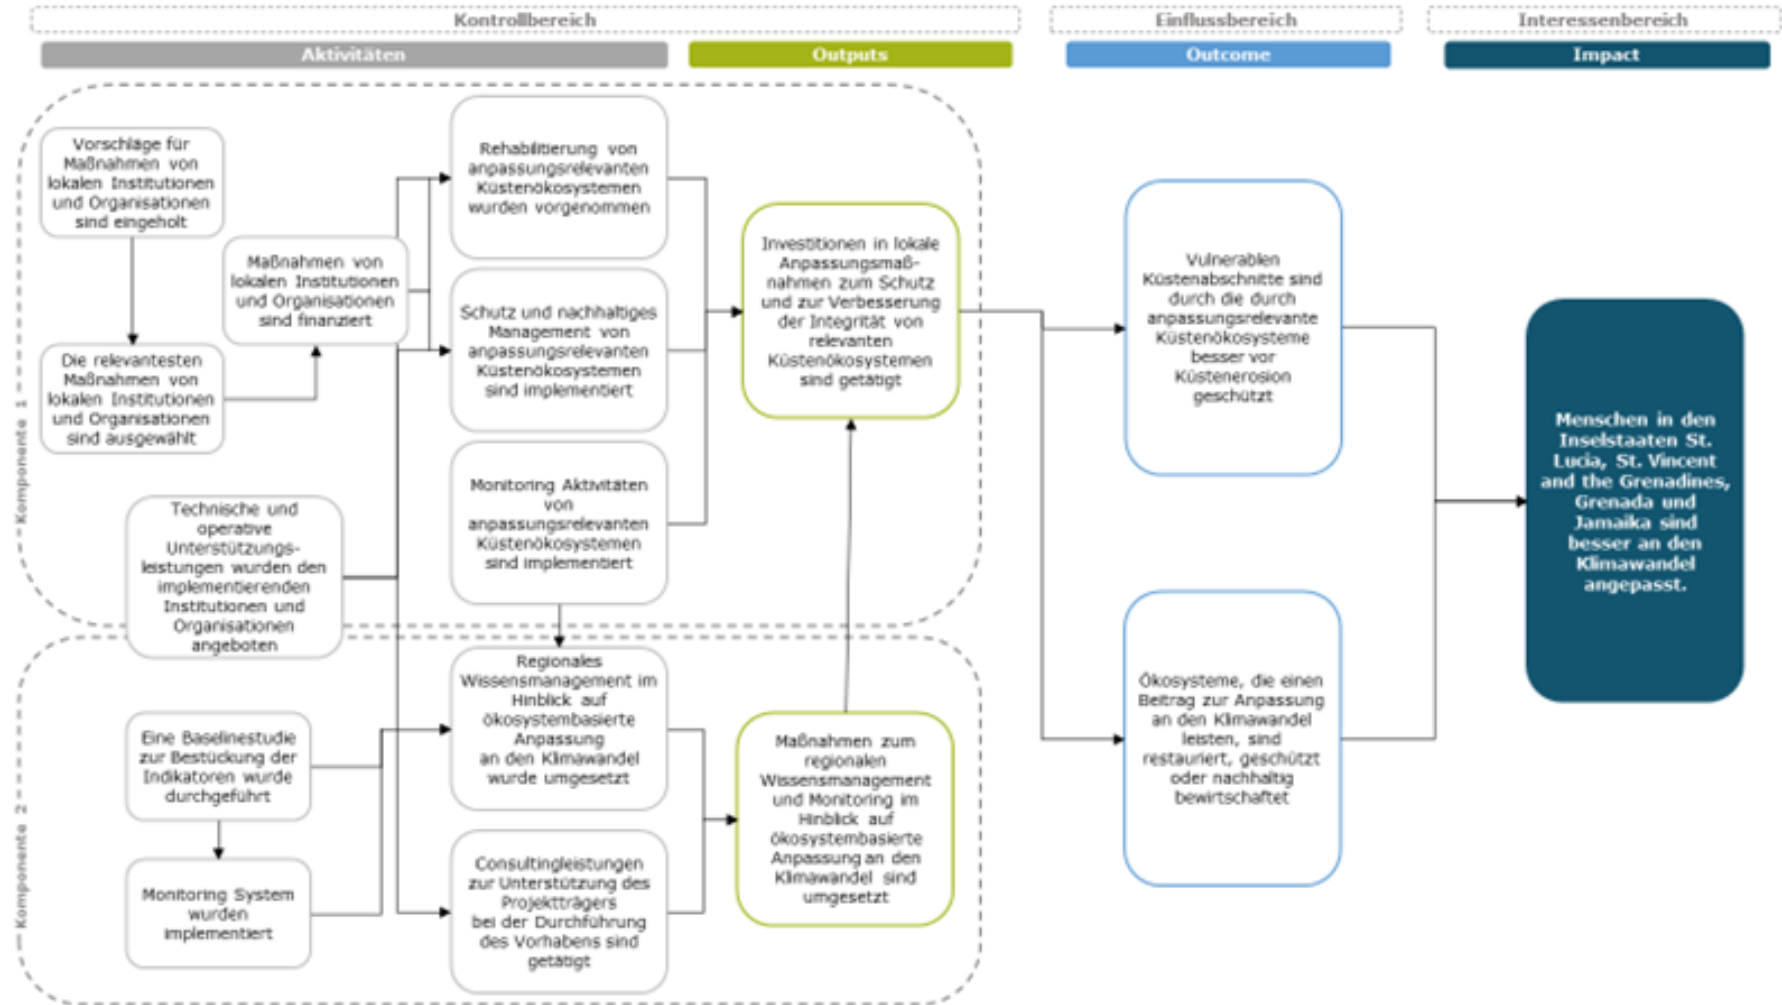 Kontrollbereich
Einflussbereich
Interessenbereich
Aktivitäten
Outputs
Outcome
Impact
Komponente 1
Vorschläge für
Maßnahmen von
lokalen Institutionen
und Organisationen
sind eingeholt
Maßnahmen von
lokalen Institutionen
und Organisationen
sind finanziert
Die relevantesten
Maßnahmen von
lokalen Institutionen
und Organisationen
sind ausgewählt
Technische und
operative
Unterstützungs-
leistungen wurden den
implementierenden
Institutionen und
Organisationen
angeboten
Rehabilitierung von
anpassungsrelevanten
Küstenökosystemen
wurden vorgenommen
Schutz und nachhaltiges
Management von
anpassungsrelevanten
Küstenökosystemen
sind implementiert
Monitoring Aktivitäten
von
anpassungsrelevanten
Küstenökosystemen
sind implementiert
Investitionen in lokale
Anpassungsmaß-
nahmen zum Schutz
und zur Verbesserung
der Integrität von
relevanten
Küstenökosystemen
sind getätigt
Komponente 2
Eine Baselinestudie
zur Bestückung der
Indikatoren wurde
durchgeführt
Monitoring System
wurden
implementiert
Regionales
Wissensmanagement im
Hinblick auf
ökosystembasierte
Anpassung
an den Klimawandel
wurde umgesetzt
Consultingleistungen
zur Unterstützung des
Projektträgers
bei der Durchführung
des Vorhabens sind
getätigt
Maßnahmen zum
regionalen
Wissensmanagement
und Monitoring im
Hinblick auf
ökosystembasierte
Anpassung an den
Klimawandel sind
umgesetzt
Vulnerablen
Küstenabschnitte sind
durch die durch
anpassungsrelevante
Küstenökosysteme
besser vor
Küstenerosion
geschützt
Ökosysteme, die einen
Beitrag zur Anpassung
an den Klimawandel
leisten, sind
restauriert, geschützt
oder nachhaltig
bewirtschaftet
Menschen in den
Inselstaaten St.
Lucia, St. Vincent
and the Grenadines,
Grenada und
Jamaika sind
besser an den
Klimawandel
angepasst.